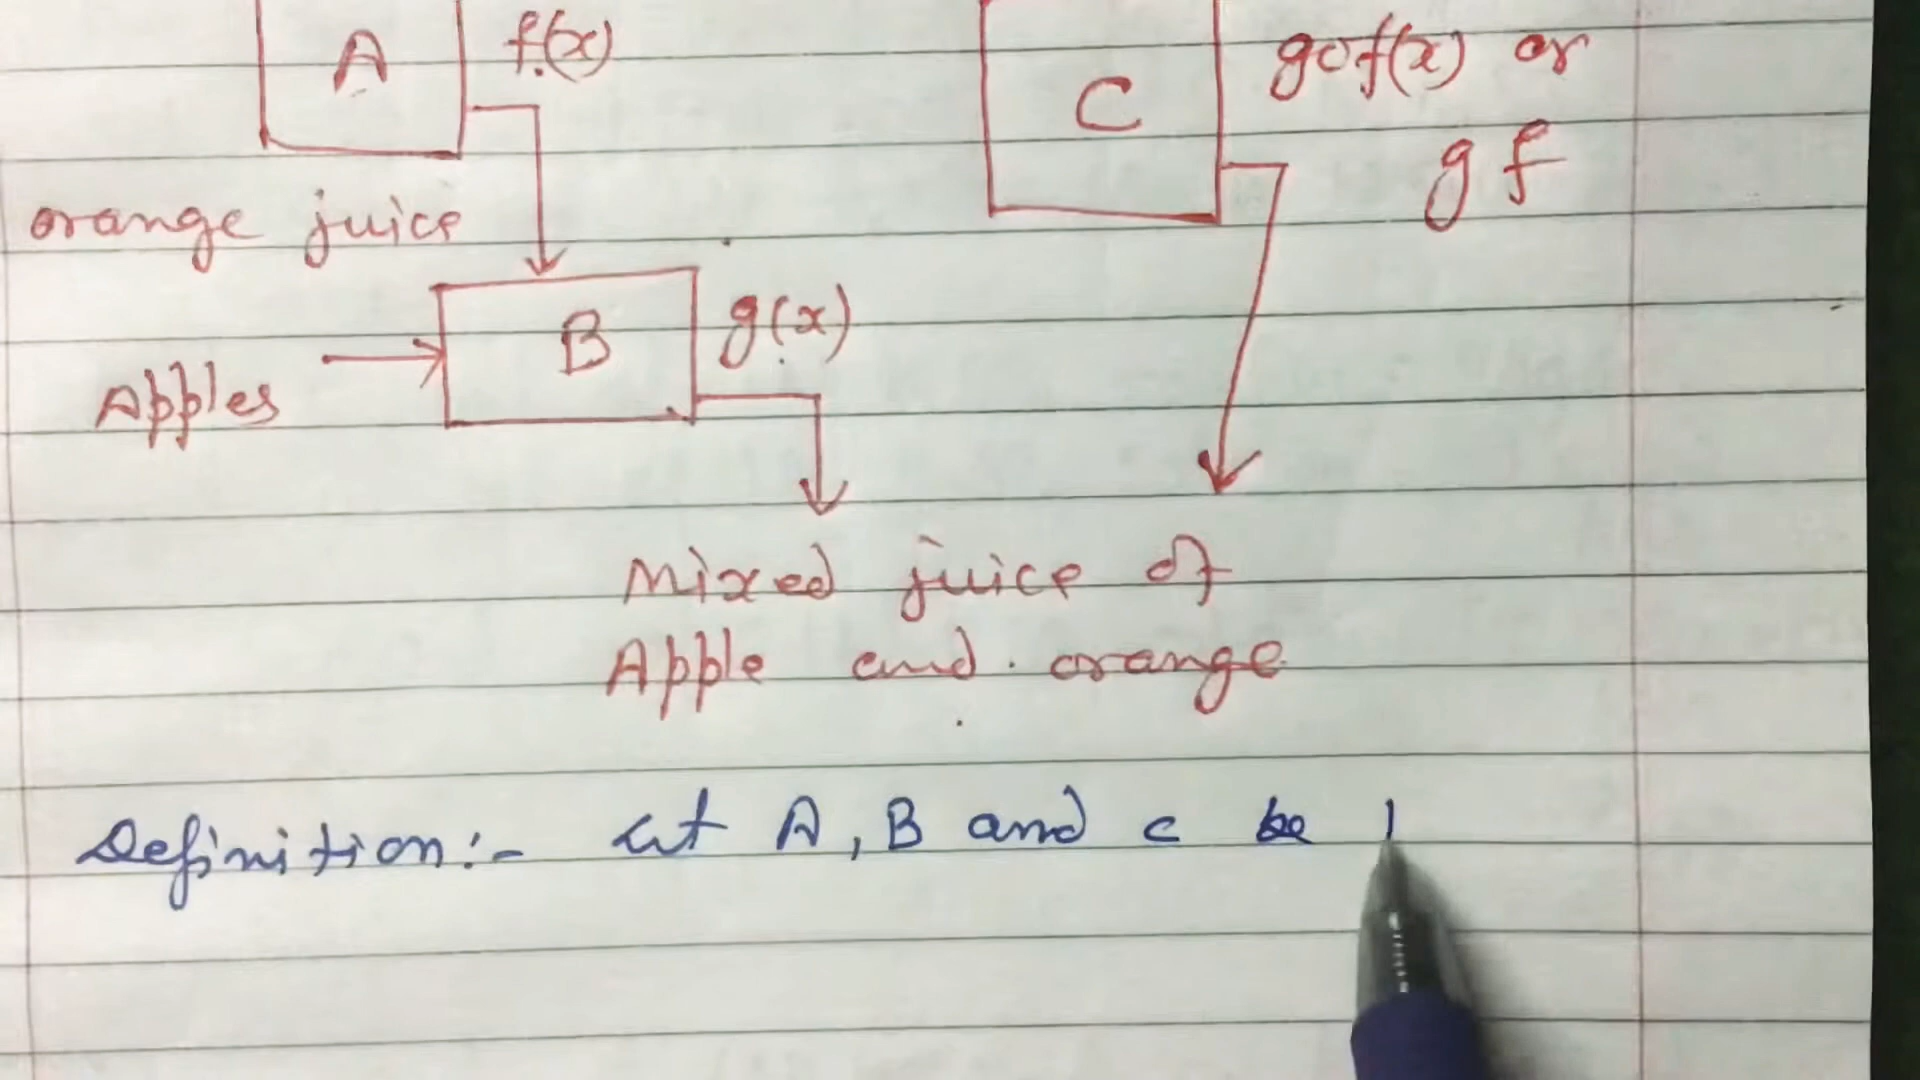 A f(x)
C gof(x) or
gf
orange juice
B g(x)
Apples
Mixed juice of
Apple and orange
Definition:- Let A, B and C be